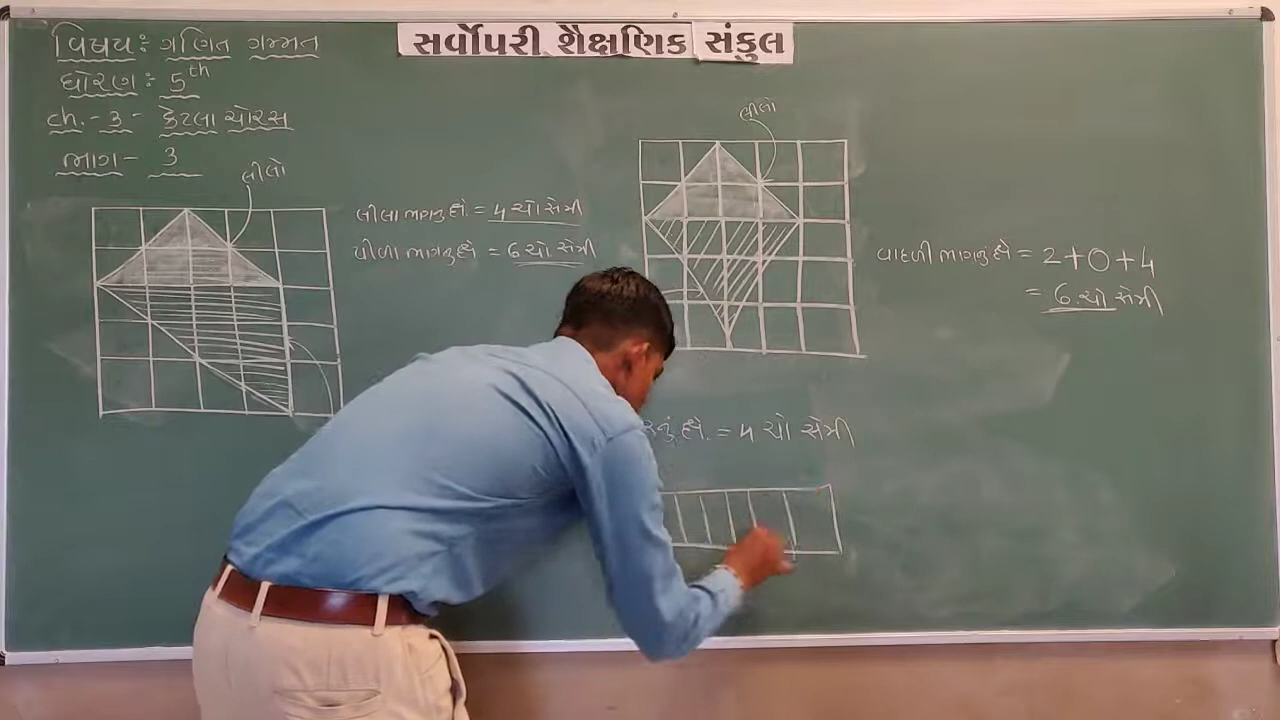 સર્વોપરી શૈક્ષણિક સંકુલ
વિષય: ગણિત ગમ્મત
ધોરણ: 5th
ch.-3- કેટલા ચોરસ
ભાગ- 3
લીલો
લીલા ભાગનું ક્ષે. = 4 ચો સેમી
પીળા ભાગનું ક્ષે = 6 ચો સેમી
લીલો
વાદળી ભાગનું ક્ષે = 2+0+4
= 6 ચો સેમી
નું ક્ષે. = 4 ચો સેમી